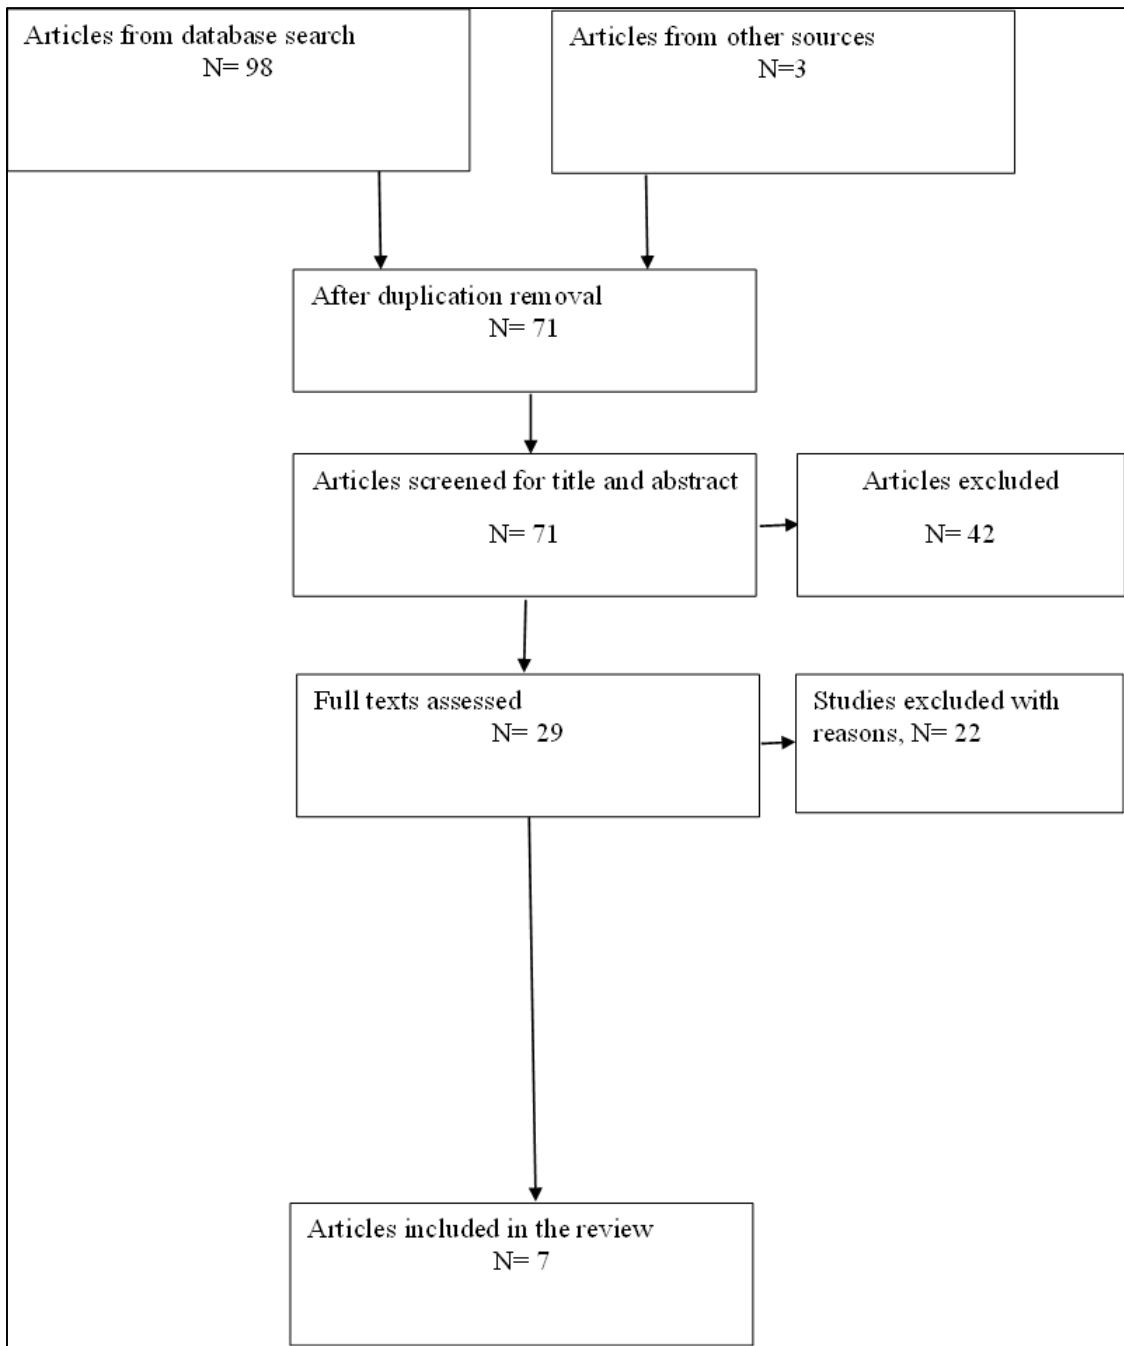 Articles from database search
N= 98
Articles from other sources
N=3
After duplication removal
N= 71
Articles screened for title and abstract
N= 71
Articles excluded
N= 42
Full texts assessed
N= 29
Studies excluded with
reasons, N= 22
Articles included in the review
N= 7